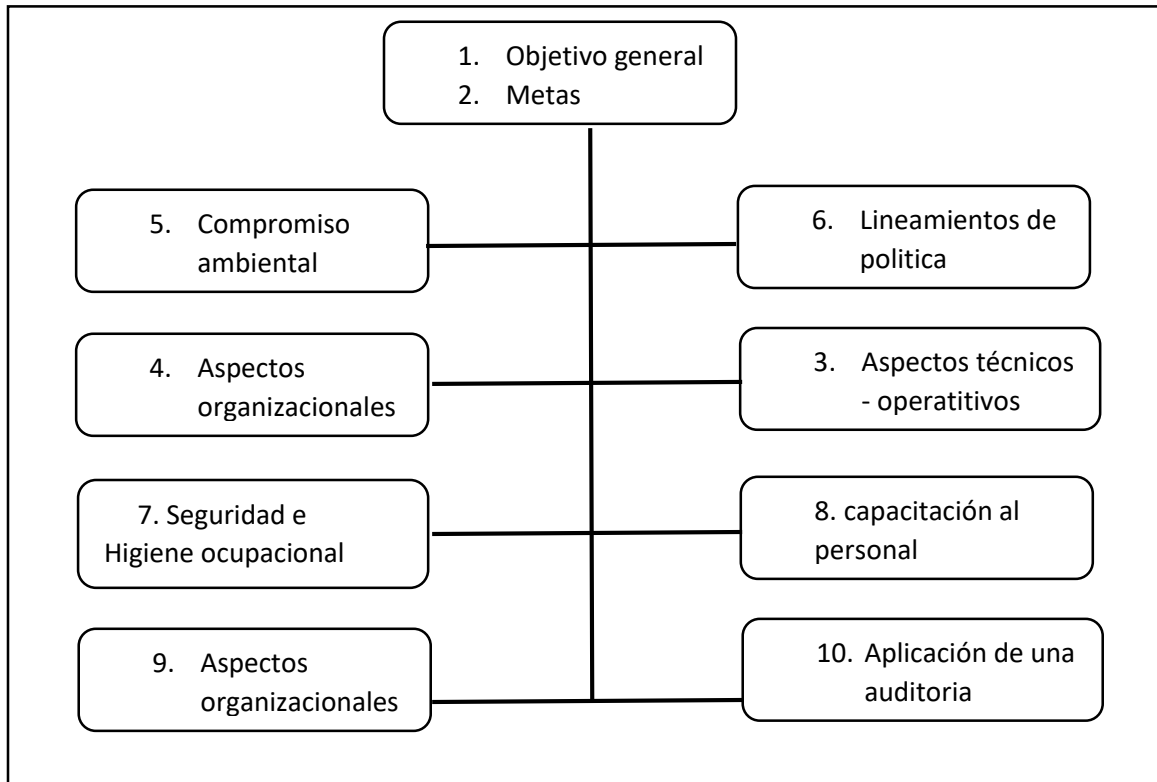 1. Objetivo general
2. Metas
5. Compromiso
ambiental
6. Lineamientos de
politica
4. Aspectos
organizacionales
3. Aspectos técnicos
- operatitivos
7. Seguridad e
Higiene ocupacional
8. capacitación al
personal
9. Aspectos
organizacionales
10. Aplicación de una
auditoria